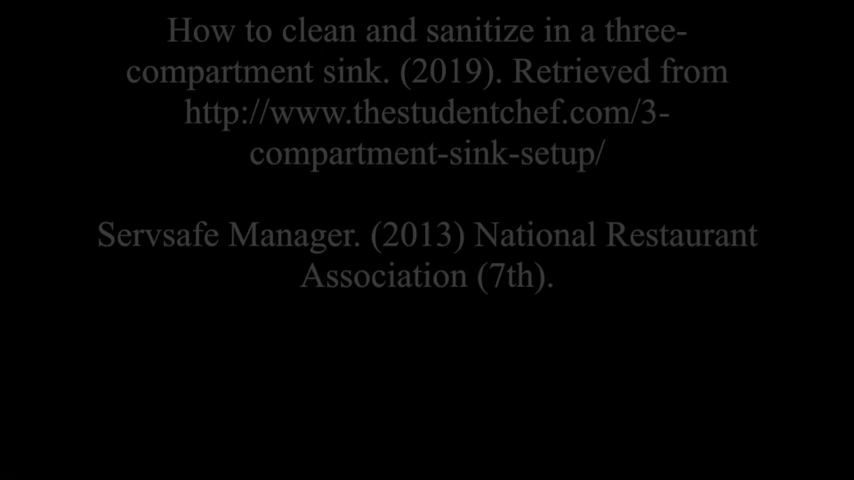 How to clean and sanitize in a three-
compartment sink. (2019). Retrieved from
http://www.thestudentchef.com/3-
compartment-sink-setup/
Servsafe Manager. (2013) National Restaurant
Association (7th).